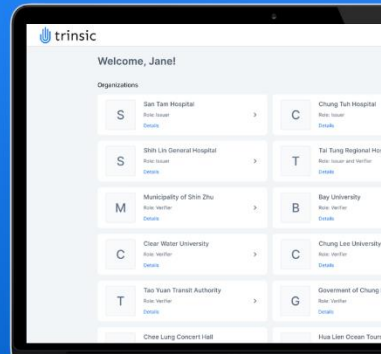 trinsic
Welcome, Jane!
Organizations
S
San Tam Hospital
Role: Issuer
Details
C
Chung Tuh Hospital
Role: Issuer
Details
S
Shih Lin General Hospital
Role: Issuer
Details
T
Tai Tung Regional Hos
Role: Issuer and Verifier
Details
M
Municipality of Shin Zhu
Role: Verifier
Details
B
Bay University
Role: Verifier
Details
C
Clear Water University
Role: Verifier
Details
C
Chung Lee University
Role: Verifier
Details
T
Tao Yuan Transit Authority
Role: Verifier
Details
G
Goverment of Chung
Role: Verifier
Details
Chee Lung Concert Hall
Hua Lien Ocean Tour